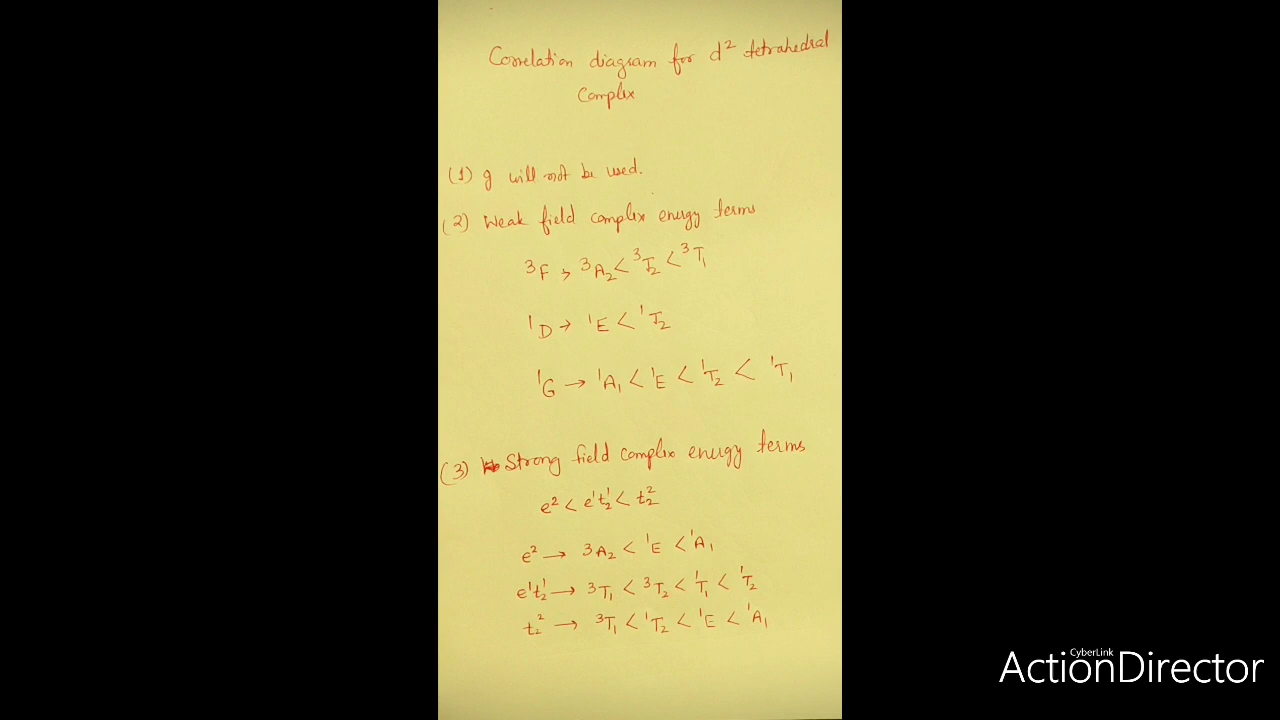 Correlation diagram for d² tetrahedral
Complex
(1) g will not be used.
(2) Weak field complex energy terms
³F → ³A₂ < ³T₂ < ³T₁
¹D → ¹E < ¹T₂
¹G → ¹A₁ < ¹E < ¹T₂ < ¹T₁
(3) Strong field complex energy terms
e² < e¹t₂¹ < t₂²
e² → ³A₂ < ¹E < ¹A₁
e¹t₂¹ → ³T₁ < ³T₂ < ¹T₁ < ¹T₂
t₂² → ³T₁ < ¹T₂ < ¹E < ¹A₁
CyberLink
ActionDirector